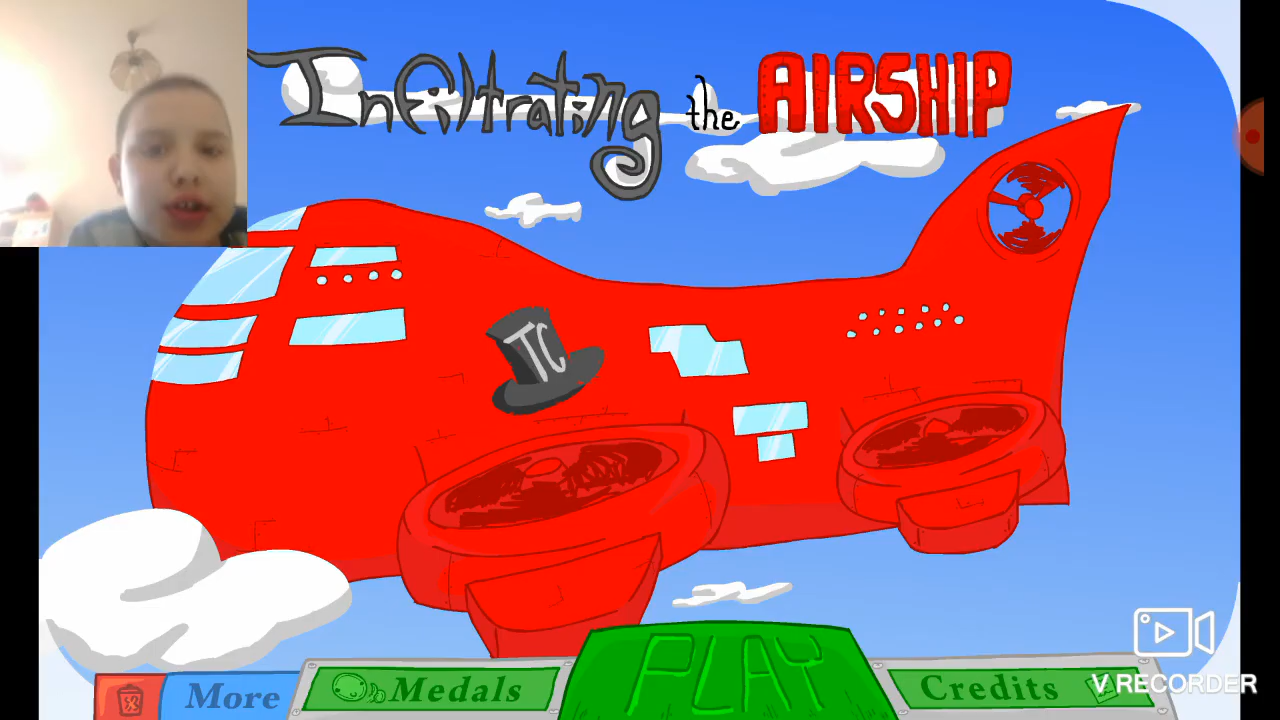 Infiltrating the AIRSHIP
TC
PLAY
More
Medals
Credits
V RECORDER